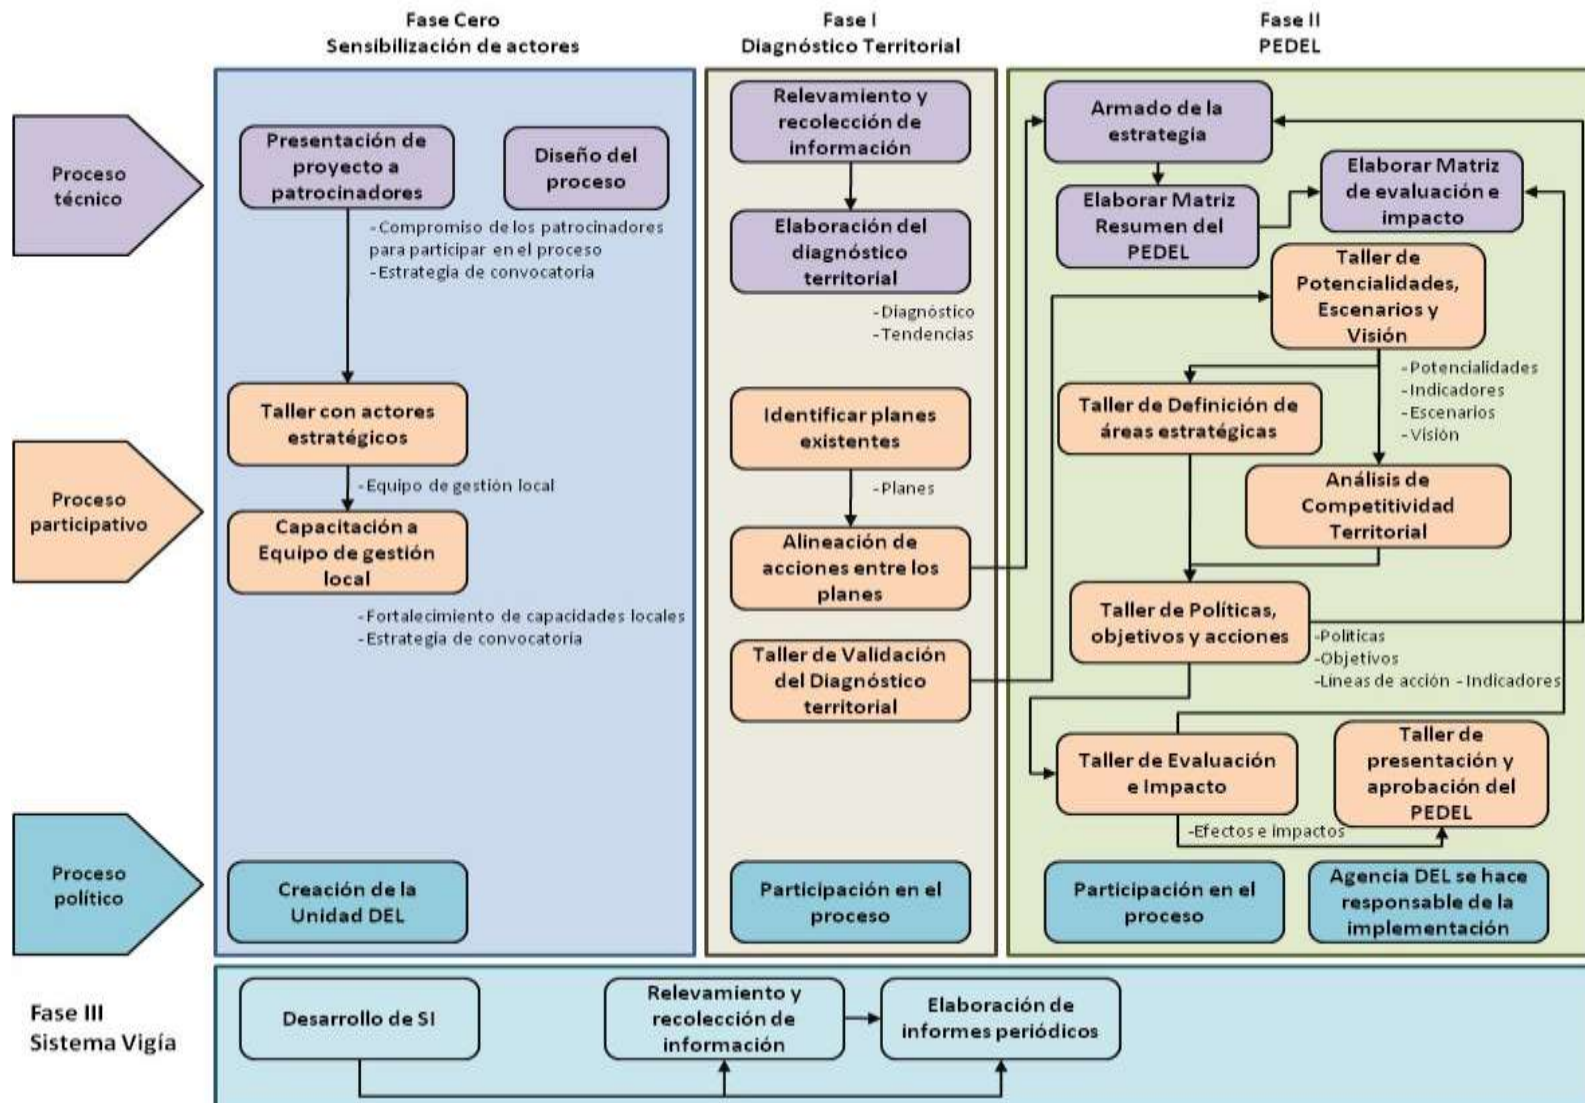 Fase Cero
Sensibilización de actores
Fase I
Diagnóstico Territorial
Fase II
PEDEL
Proceso
técnico
Presentación de
proyecto a
patrocinadores
Diseño del
proceso
-Compromiso de los patrocinadores
para participar en el proceso
-Estrategia de convocatoria
Relevamiento y
recolección de
información
Elaboración del
diagnóstico
territorial
-Diagnóstico
-Tendencias
Armado de la
estrategia
Elaborar Matriz
Resumen del
PEDEL
Elaborar Matriz
de evaluación e
impacto
Proceso
participativo
Taller con actores
estratégicos
-Equipo de gestión local
Capacitación a
Equipo de gestión
local
-Fortalecimiento de capacidades locales
-Estrategia de convocatoria
Identificar planes
existentes
-Planes
Alineación de
acciones entre los
planes
Taller de Validación
del Diagnóstico
territorial
Taller de
Potencialidades,
Escenarios y
Visión
-Potencialidades
-Indicadores
-Escenarios
-Visión
Taller de Definición de
áreas estratégicas
Análisis de
Competitividad
Territorial
Taller de Políticas,
objetivos y acciones
-Políticas
-Objetivos
-Líneas de acción - Indicadores
Taller de Evaluación
e Impacto
-Efectos e impactos
Taller de
presentación y
aprobación del
PEDEL
Proceso
político
Creación de la
Unidad DEL
Participación en el
proceso
Participación en el
proceso
Agencia DEL se hace
responsable de la
implementación
Fase III
Sistema Vigía
Desarrollo de SI
Relevamiento y
recolección de
información
Elaboración de
informes periódicos